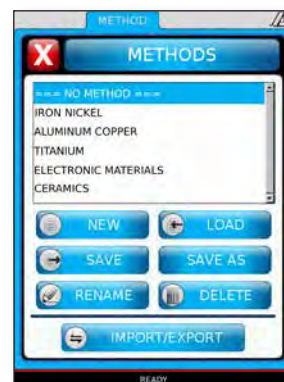 METHOD
METHODS
=== NO METHOD ===
IRON NICKEL
ALUMINUM COPPER
TITANIUM
ELECTRONIC MATERIALS
CERAMICS
NEW
LOAD
SAVE
SAVE AS
RENAME
DELETE
IMPORT/EXPORT
READY